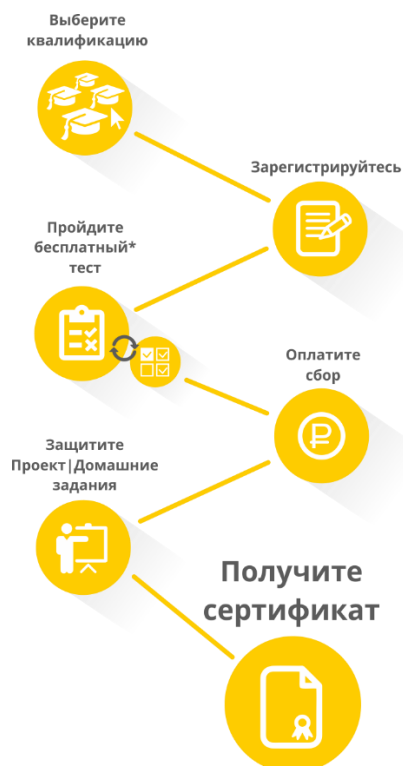 Выберите
квалификацию
Зарегистрируйтесь
Пройдите
бесплатный*
тест
Оплатите
сбор
Защитите
Проект|Домашние
задания
Получите
сертификат